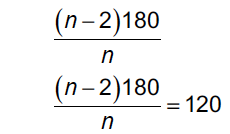 (n – 2)180
n
(n – 2)180
n
= 120